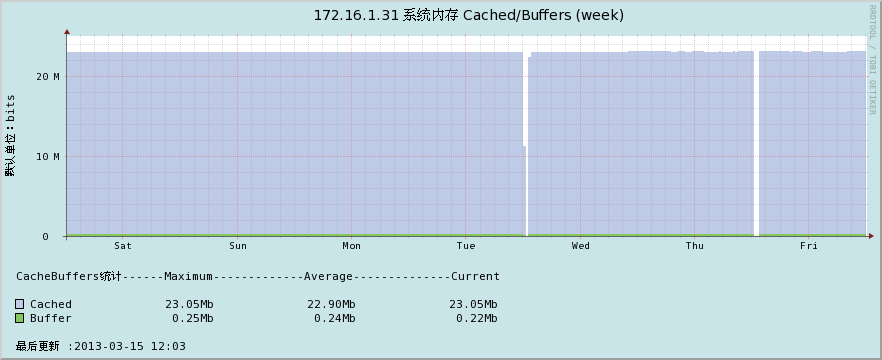 172.16.1.31 系统内存 Cached/Buffers (week)
RRDTOOL / TOBI OETIKER
默认单位：bits
20 M
10 M
0
Sat Sun Mon Tue Wed Thu Fri
CacheBuffers统计------Maximum-------------Average--------------Current
Cached 23.05Mb 22.90Mb 23.05Mb
Buffer 0.25Mb 0.24Mb 0.22Mb
最后更新 :2013-03-15 12:03